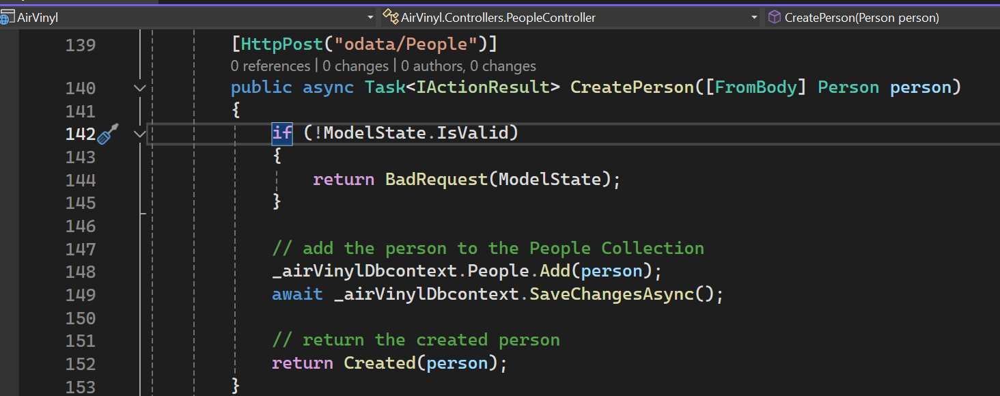 AirVinyl AirVinyl.Controllers.PeopleController CreatePerson(Person person)
139 [HttpPost("odata/People")]
0 references | 0 changes | 0 authors, 0 changes
140 public async Task<IActionResult> CreatePerson([FromBody] Person person)
141 {
142 if (!ModelState.IsValid)
143 {
144 return BadRequest(ModelState);
145 }
146
147 // add the person to the People Collection
148 _airVinylDbcontext.People.Add(person);
149 await _airVinylDbcontext.SaveChangesAsync();
150
151 // return the created person
152 return Created(person);
153 }